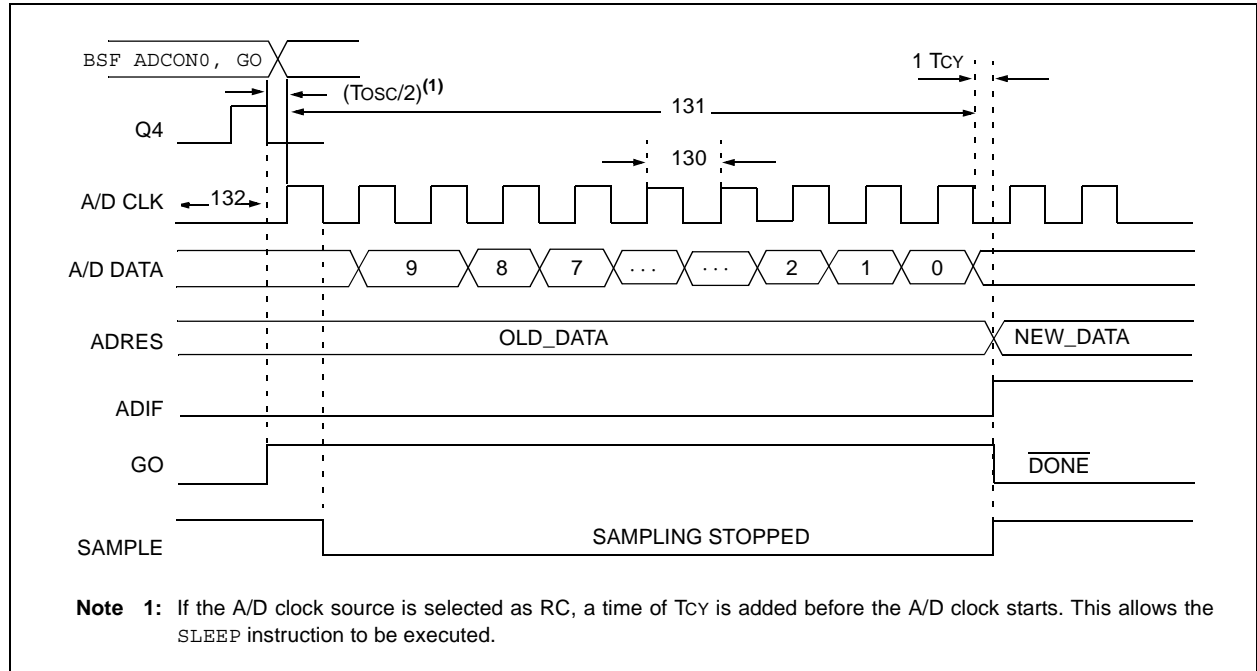 BSF ADCON0, GO
1 TCY
(TOSC/2)(1)
131
Q4
130
A/D CLK
132
A/D DATA
9 8 7 ... ... 2 1 0
ADRES
OLD_DATA
NEW_DATA
ADIF
GO
DONE
SAMPLE
SAMPLING STOPPED
Note 1: If the A/D clock source is selected as RC, a time of TCY is added before the A/D clock starts. This allows the
SLEEP instruction to be executed.